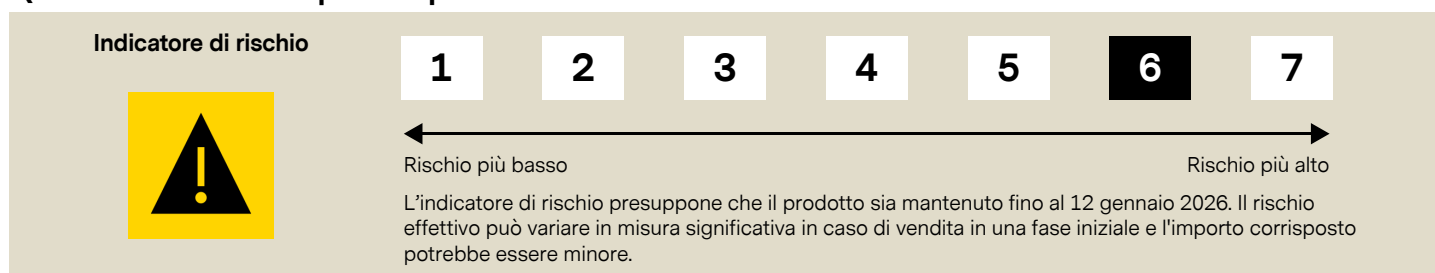 Indicatore di rischio
1 2 3 4 5 6 7
Rischio più basso Rischio più alto
L'indicatore di rischio presuppone che il prodotto sia mantenuto fino al 12 gennaio 2026. Il rischio
effettivo può variare in misura significativa in caso di vendita in una fase iniziale e l'importo corrisposto
potrebbe essere minore.